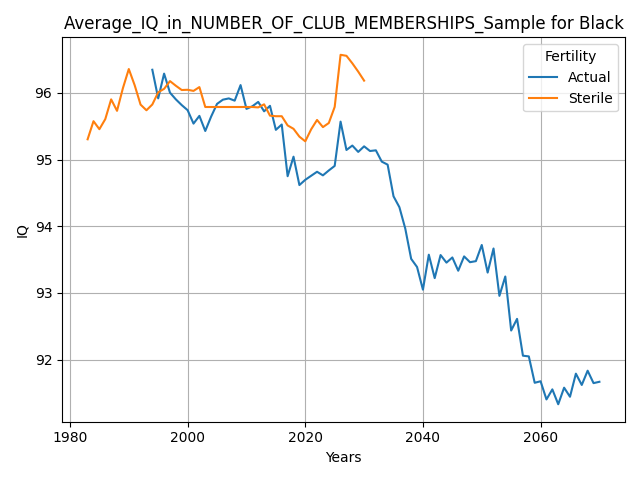 Average_IQ_in_NUMBER_OF_CLUB_MEMBERSHIPS_Sample for Black
Fertility
Actual
Sterile
96
95
94
93
92
IQ
1980
2000
2020
2040
2060
Years